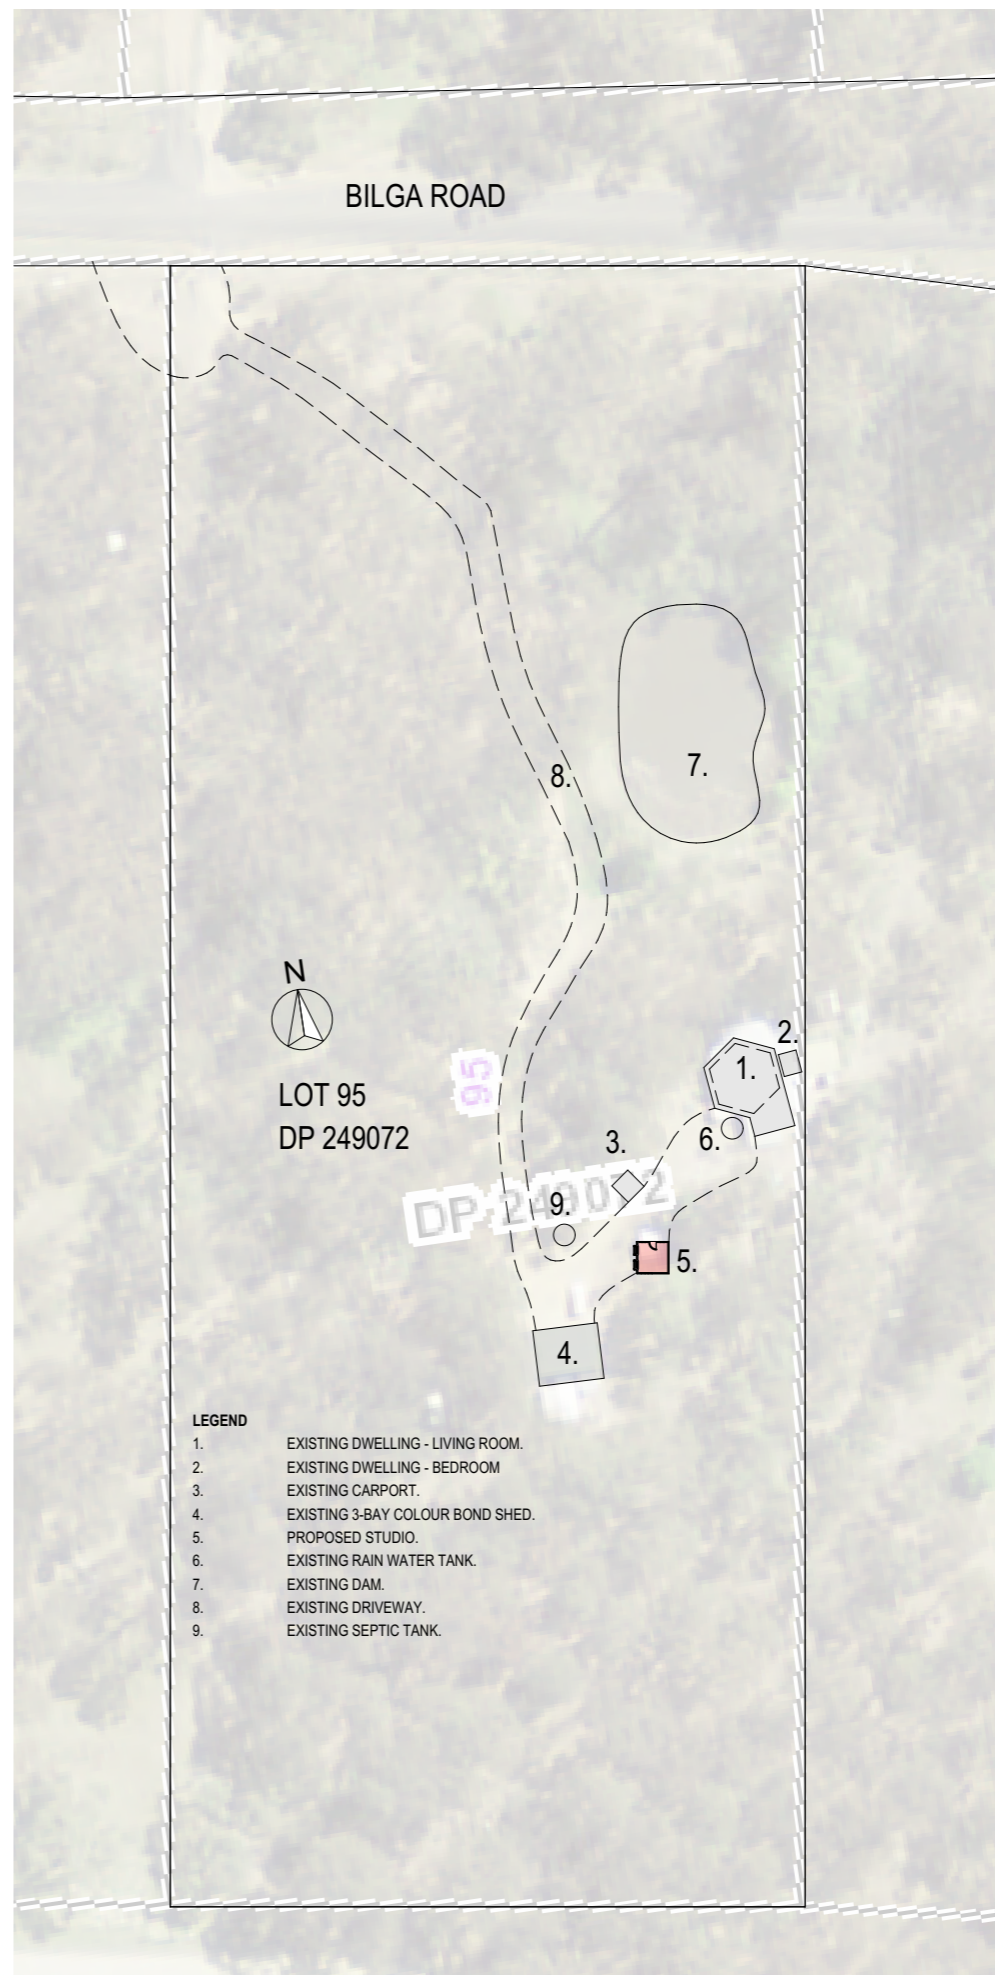 BILGA ROAD
8.
7.
N
2.
1.
95
LOT 95
DP 249072
6.
3.
DP 249072
9.
5.
4.
LEGEND
1. EXISTING DWELLING - LIVING ROOM.
2. EXISTING DWELLING - BEDROOM
3. EXISTING CARPORT.
4. EXISTING 3-BAY COLOUR BOND SHED.
5. PROPOSED STUDIO.
6. EXISTING RAIN WATER TANK.
7. EXISTING DAM.
8. EXISTING DRIVEWAY.
9. EXISTING SEPTIC TANK.